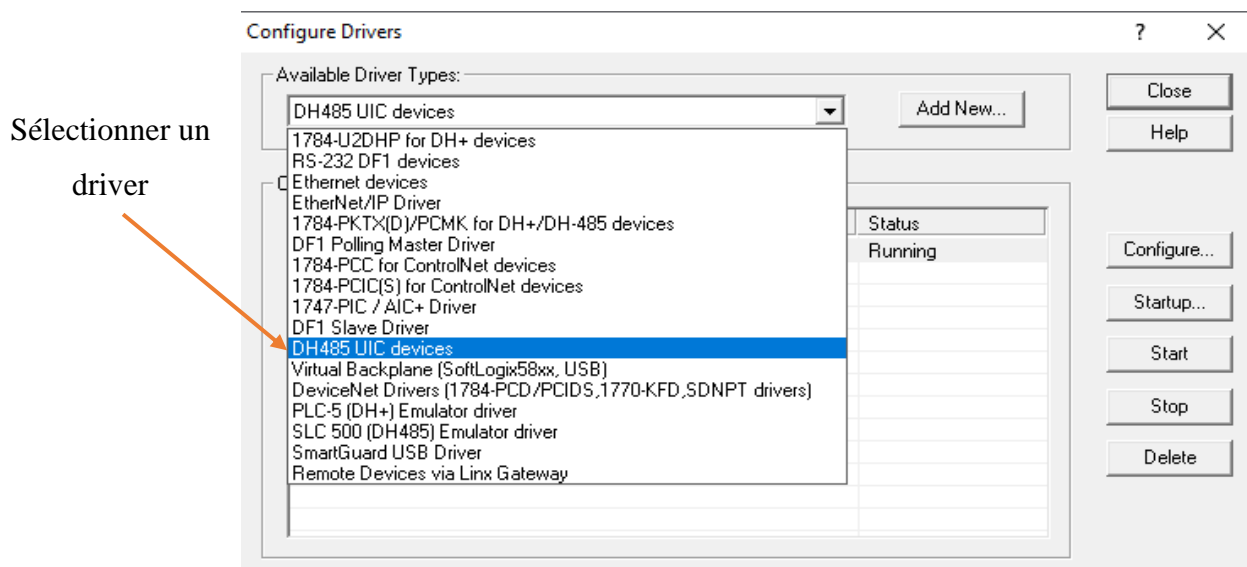 Configure Drivers
? X
Available Driver Types:
DH485 UIC devices
Add New...
Close
Help
Sélectionner un
driver
1784-U2DHP for DH+ devices
RS-232 DF1 devices
Ethernet devices
EtherNet/IP Driver
1784-PKTX(D)/PCMK for DH+/DH-485 devices
DF1 Polling Master Driver
1784-PCC for ControlNet devices
1784-PCIC(S) for ControlNet devices
1747-PIC / AIC+ Driver
DF1 Slave Driver
DH485 UIC devices
Virtual Backplane (SoftLogix58xx, USB)
DeviceNet Drivers (1784-PCD/PCIDS,1770-KFD,SDNPT drivers)
PLC-5 (DH+) Emulator driver
SLC 500 (DH485) Emulator driver
SmartGuard USB Driver
Remote Devices via Linx Gateway
Status
Running
Configure...
Startup...
Start
Stop
Delete